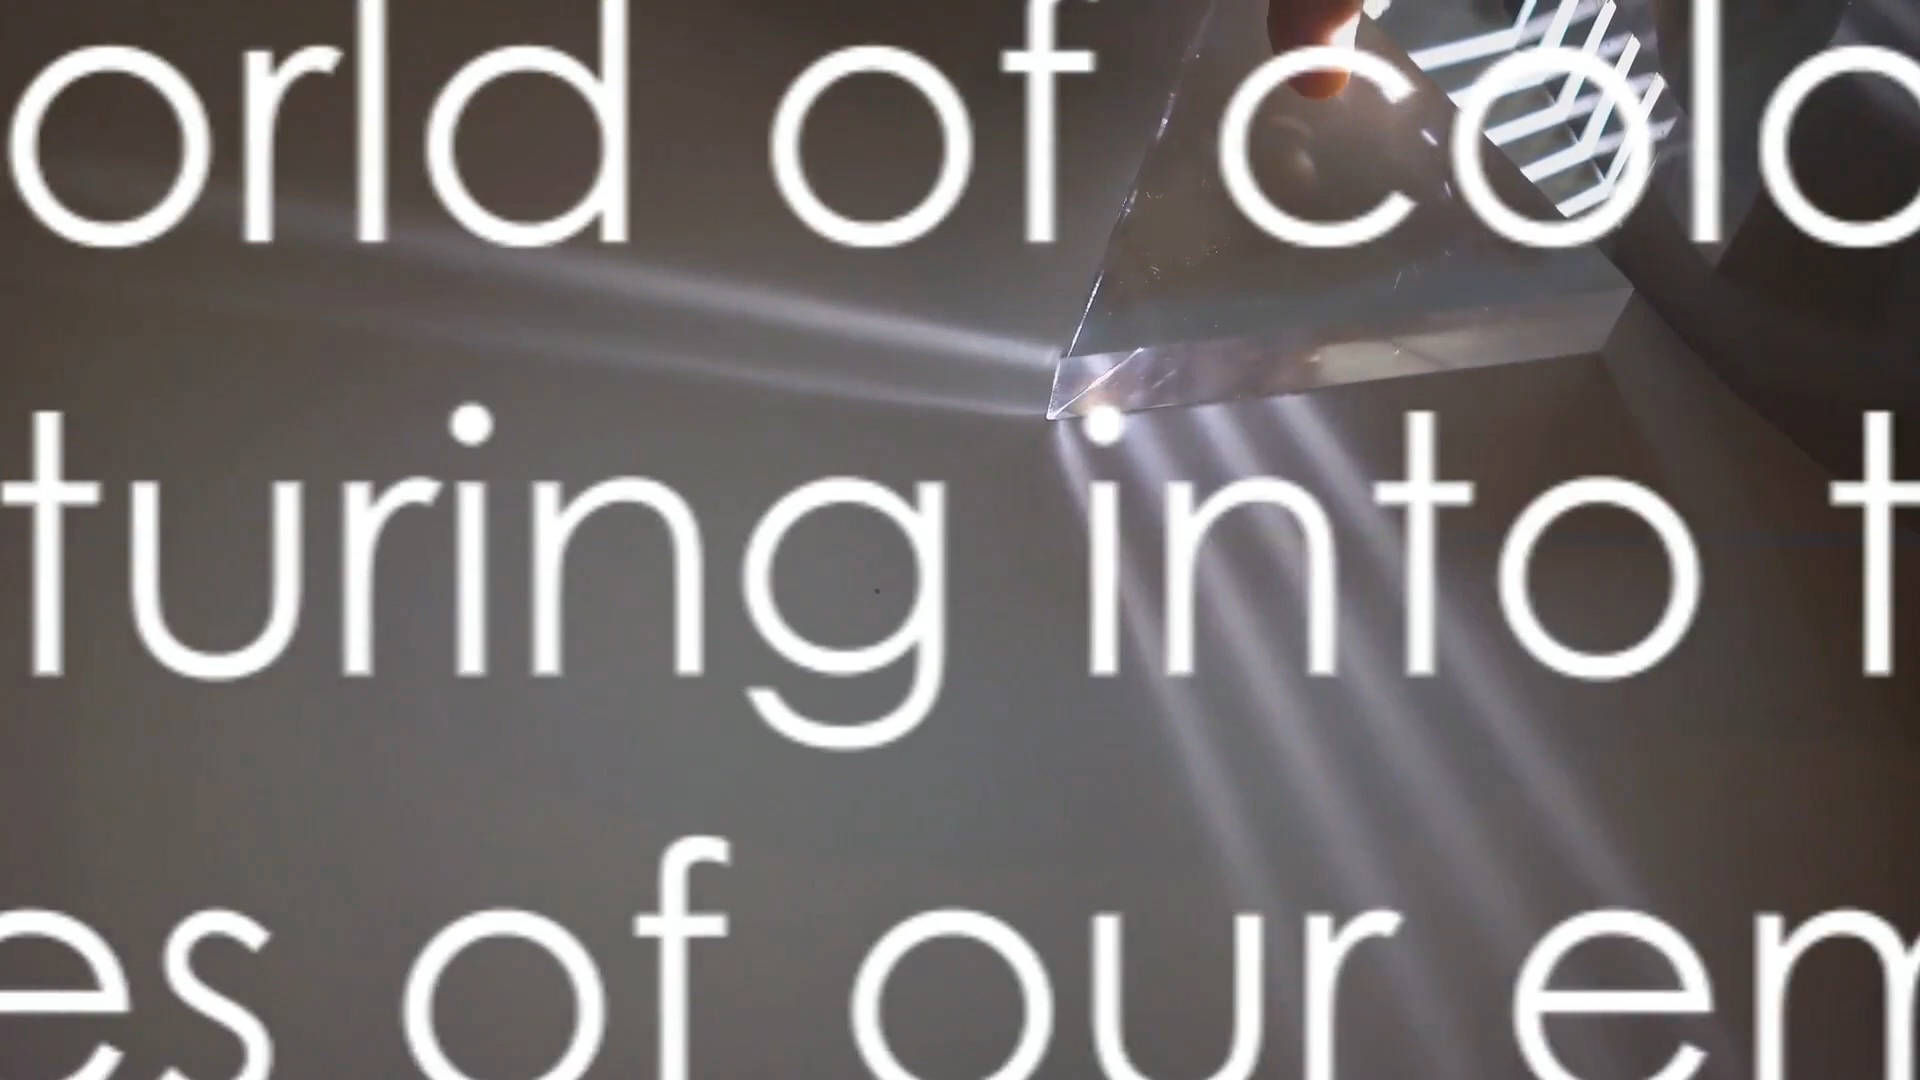 orld of colo
turing into t
es of our em